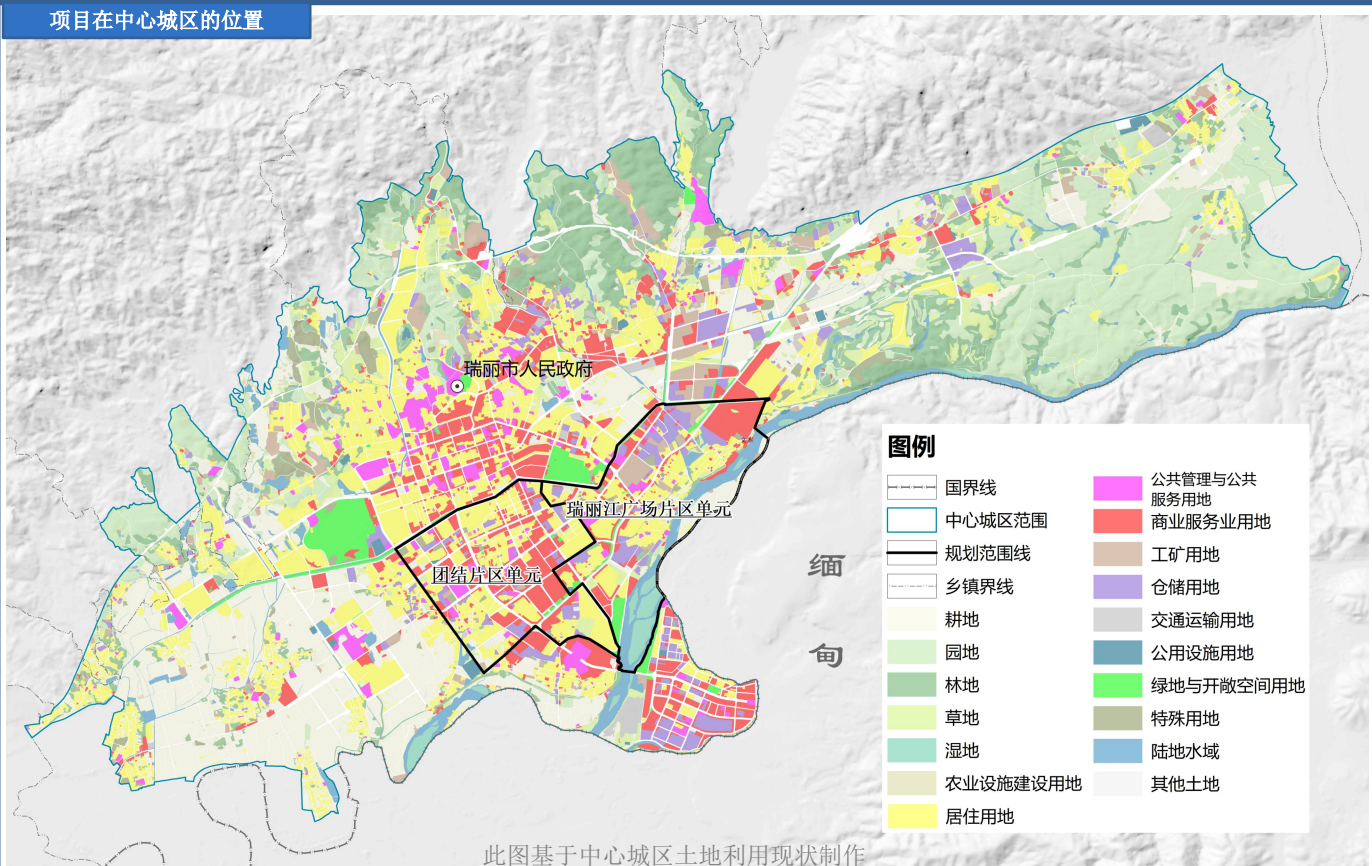 项目在中心城区的位置
瑞丽市人民政府
瑞丽江广场片区单元
团结片区单元
缅
甸
图例
国界线
中心城区范围
规划范围线
乡镇界线
耕地
园地
林地
草地
湿地
农业设施建设用地
居住用地
公共管理与公共
服务用地
商业服务业用地
工矿用地
仓储用地
交通运输用地
公用设施用地
绿地与开敞空间用地
特殊用地
陆地水域
其他土地
此图基于中心城区土地利用现状制作